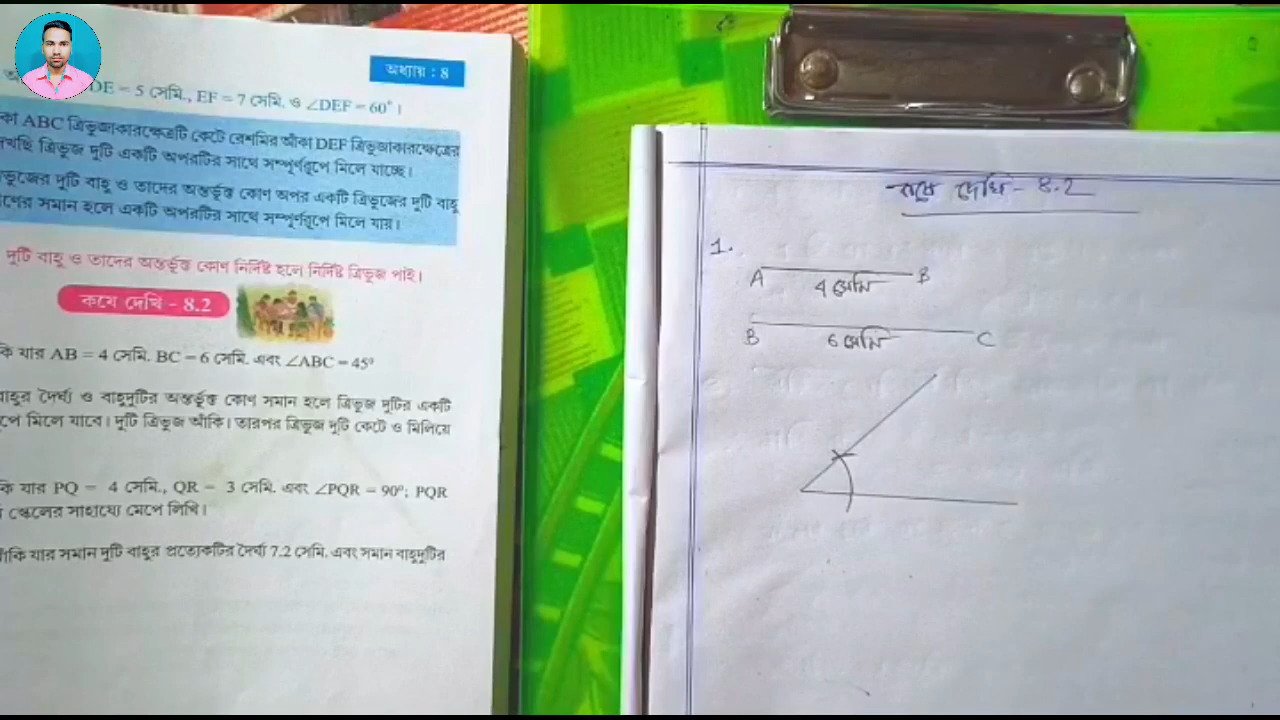 অধ্যায় : 8
DE = 5 সেমি., EF = 7 সেমি. ও ∠DEF = 60° ।
ABC ত্রিভুজাকারক্ষেত্রটি কেটে রেশমির আঁকা DEF ত্রিভুজাকারক্ষেত্রের
ত্রিভুজ দুটি একটি অপরটির সাথে সম্পূর্ণরূপে মিলে যাচ্ছে।
দুটি বাহু ও তাদের অন্তর্ভূত কোণ অপর একটি ত্রিভুজের দুটি বাহু
সমান হলে একটি অপরটির সাথে সম্পূর্ণরূপে মিলে যায়।
দুটি বাহু ও তাদের অন্তর্ভূত কোণ নির্দিষ্ট হলে নির্দিষ্ট ত্রিভুজ পাই।
কষে দেখি - 8.2
যার AB = 4 সেমি. BC = 6 সেমি. এবং ∠ABC = 45°
দৈর্ঘ্য ও বাহুদুটির অন্তর্ভূত কোণ সমান হলে ত্রিভুজ দুটির একটি
মিলে যাবে। দুটি ত্রিভুজ আঁকি। তারপর ত্রিভুজ দুটি কেটে ও মিলিয়ে
যার PQ = 4 সেমি., QR = 3 সেমি. এবং ∠PQR = 90°; PQR
স্কেলের সাহায্যে মেপে লিখি।
যার সমান দুটি বাহুর প্রত্যেকটির দৈর্ঘ্য 7.2 সেমি. এবং সমান বাহুদুটির
কষে দেখি - 8.2
1.
A B
4 সেমি
B C
6 সেমি